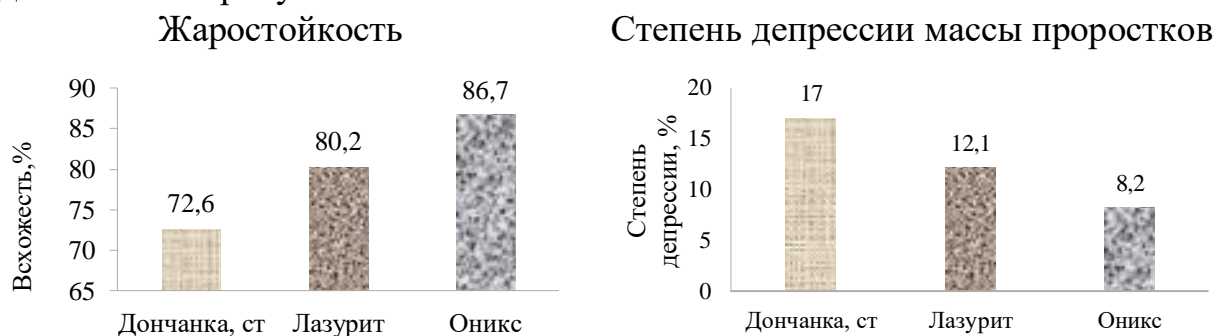 Жаростойкость
Всхожесть,%
90
85
80
75
70
65
72,6
80,2
86,7
Дончанка, ст
Лазурит
Оникс
Степень депрессии массы проростков
Степень
депрессии, %
20
15
10
5
0
17
12,1
8,2
Дончанка, ст
Лазурит
Оникс